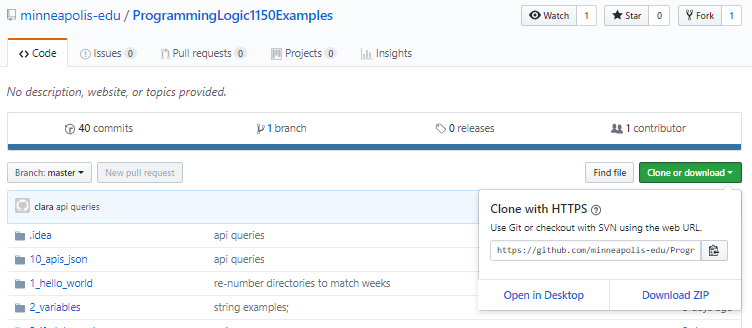 minneapolis-edu / ProgrammingLogic1150Examples Watch 1 Star 0 Fork 1
Code Issues 0 Pull requests 0 Projects 0 Insights
No description, website, or topics provided.
40 commits 1 branch 0 releases 1 contributor
Branch: master New pull request Find file Clone or download
clara api queries
Clone with HTTPS ?
Use Git or checkout with SVN using the web URL.
.idea api queries
https://github.com/minneapolis-edu/Progr
10_apis_json api queries
1_hello_world re-number directories to match weeks
Open in Desktop Download ZIP
2_variables string examples;